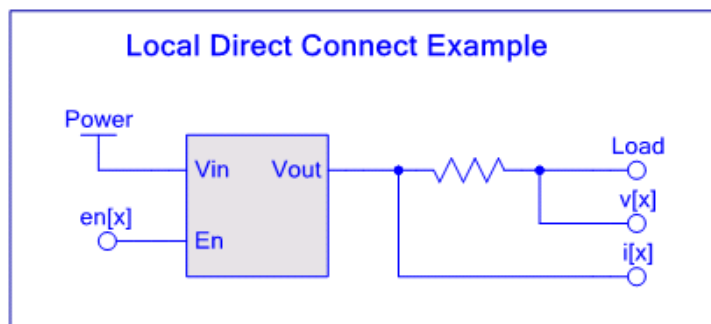 Local Direct Connect Example
Power
Load
Vin Vout
v[x]
en[x]
En
i[x]